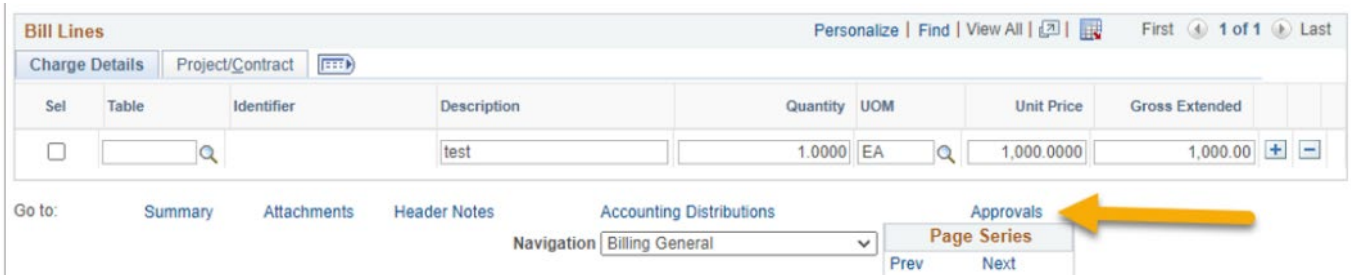 Bill Lines Personalize | Find | View All | | First 1 of 1 Last
Charge Details Project/Contract
Sel Table Identifier Description Quantity UOM Unit Price Gross Extended
test 1.0000 EA 1,000.0000 1,000.00 + −
Go to: Summary Attachments Header Notes Accounting Distributions Approvals
Navigation Billing General Page Series
Prev Next